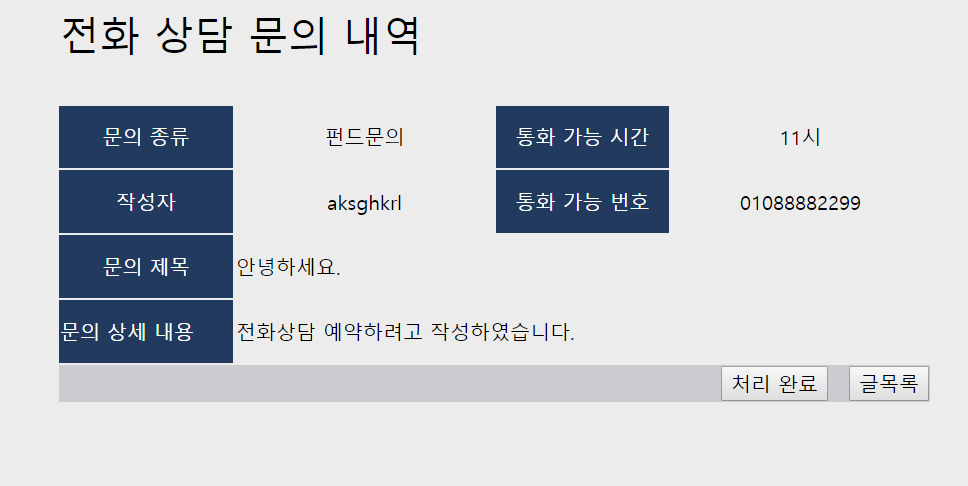 전화 상담 문의 내역
문의 종류 펀드문의 통화 가능 시간 11시
작성자 aksghkrl 통화 가능 번호 01088882299
문의 제목 안녕하세요.
문의 상세 내용 전화상담 예약하려고 작성하였습니다.
처리 완료 글목록